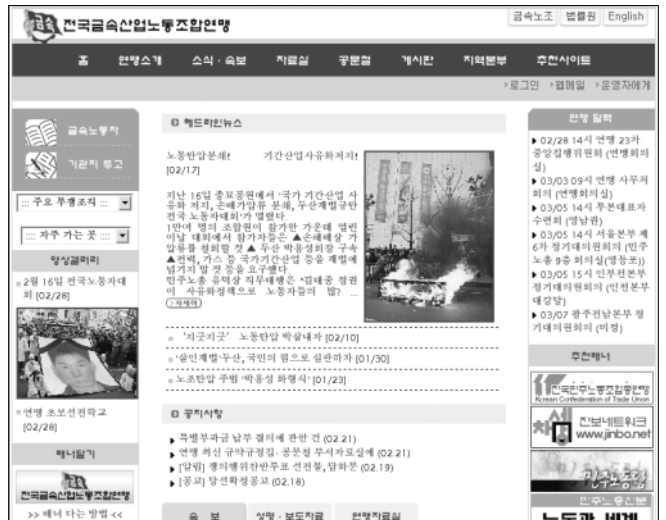 금속노조 법률원 English
금속 전국금속산업노동조합연맹
홈 연맹소개 소식 · 속보 자료실 공문철 게시판 지역본부 추천사이트
>로그인 >웹메일 >운영자에게
금속노동자
기관지 투고
::: 주요 투쟁조직 :::
:::: 자주 가는 곳 ::::
영상갤러리
2월 16일 전국노동자대
회 [02/28]
연맹 초보선전학교
[02/28]
배너달기
금속
전국금속산업노동조합연맹
>> 배너 다는 방법 <<
헤드라인뉴스
노동탄압분쇄! 기간산업사유화저지!
[02/17]
지난 16일 종묘공원에서 '국가 기간산업 사
유화 저지, 손배가압류 분쇄, 두산재벌규탄
전국 노동자대회'가 열렸다.
1만여 명의 조합원이 참가한 가운데 열린
이날 대회에서 참가자들은 ▲손해배상 가
압류를 철회할 것 ▲ 두산 박용성회장 구속
▲전력, 가스 등 국가기간산업 등을 재벌에
넘기지 말 것 등을 요구했다.
민주노총 유덕상 직무대행은 "김대중 정권
이 사유화정책으로 노동자들의 많? ...
(>자세히)
'지긋지긋' 노동탄압 박살내자 [02/10]
'살인재벌'두산, 국민의 힘으로 심판하자 [01/30]
노조탄압 주범 '박용성 화형식' [01/23]
공지사항
특별부과금 납부 결의에 관한 건 (02.21)
연맹 최신 규약규정집· 공문철 부서자료실에 (02.21)
[알림] 쟁의행위찬반투표 선전물, 담화문 (02.19)
[공고] 당선확정공고 (02.18)
속 보 성명 · 보도자료 연맹자료실
연맹 달력
02/28 14시 연맹 23차
중앙집행위원회 (연맹회의
실)
03/03 09시 연맹 사무처
회의 (연맹회의실)
03/05 14시 투본대표자
수련회 (영남권)
03/05 14시 서울본부 제
6차 정기대의원회의 (민주
노총 9층 회의실(영등포))
03/05 15시 인부천본부
정기대의원회의 (인천본부
대강당)
03/07 광주전남본부 정
기대의원회의 (미정)
추천배너
전국민주노동조합총연맹
Korean Confederation of Trade Union
진보네트워크
www.jinbo.net
민주노동당
민주노총신문
노동과 세계